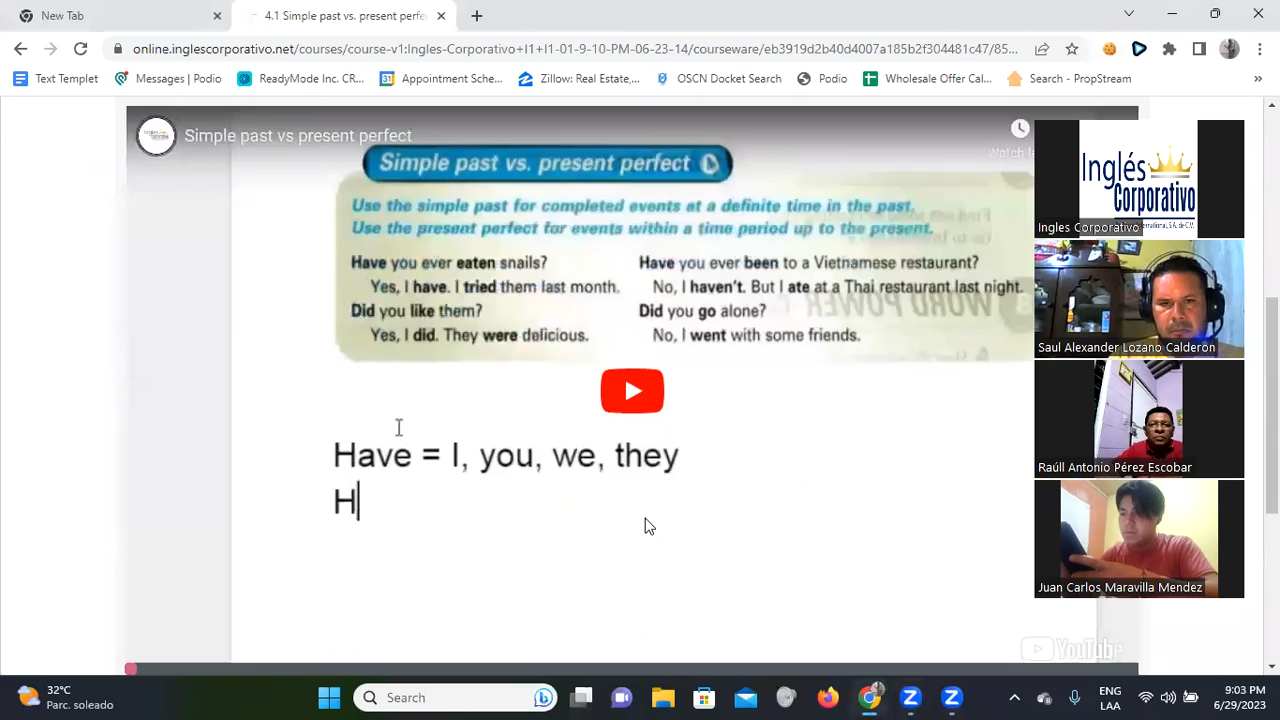 New Tab
4.1 Simple past vs. present perfe
online.inglescorporativo.net/courses/course-v1:Ingles-Corporativo+I1+I1-01-9-10-PM-06-23-14/courseware/eb3919d2b40d4007a185b2f304481c47/85...
Text Templet
Messages | Podio
ReadyMode Inc. CR...
Appointment Sche...
Zillow: Real Estate,...
OSCN Docket Search
Podio
Wholesale Offer Cal...
Search - PropStream
Simple past vs present perfect
Watch la
Simple past vs. present perfect
Use the simple past for completed events at a definite time in the past.
Use the present perfect for events within a time period up to the present.
Have you ever eaten snails?
Yes, I have. I tried them last month.
Did you like them?
Yes, I did. They were delicious.
Have you ever been to a Vietnamese restaurant?
No, I haven't. But I ate at a Thai restaurant last night.
Did you go alone?
No, I went with some friends.
Have = I, you, we, they
H
YouTube
Inglés
Corporativo
International, S.A. de C.V.
Ingles Corporativo
Saul Alexander Lozano Calderón
Raúl Antonio Pérez Escobar
Juan Carlos Maravilla Mendez
32°C
Parc. soleado
Search
ENG
LAA
9:03 PM
6/29/2023